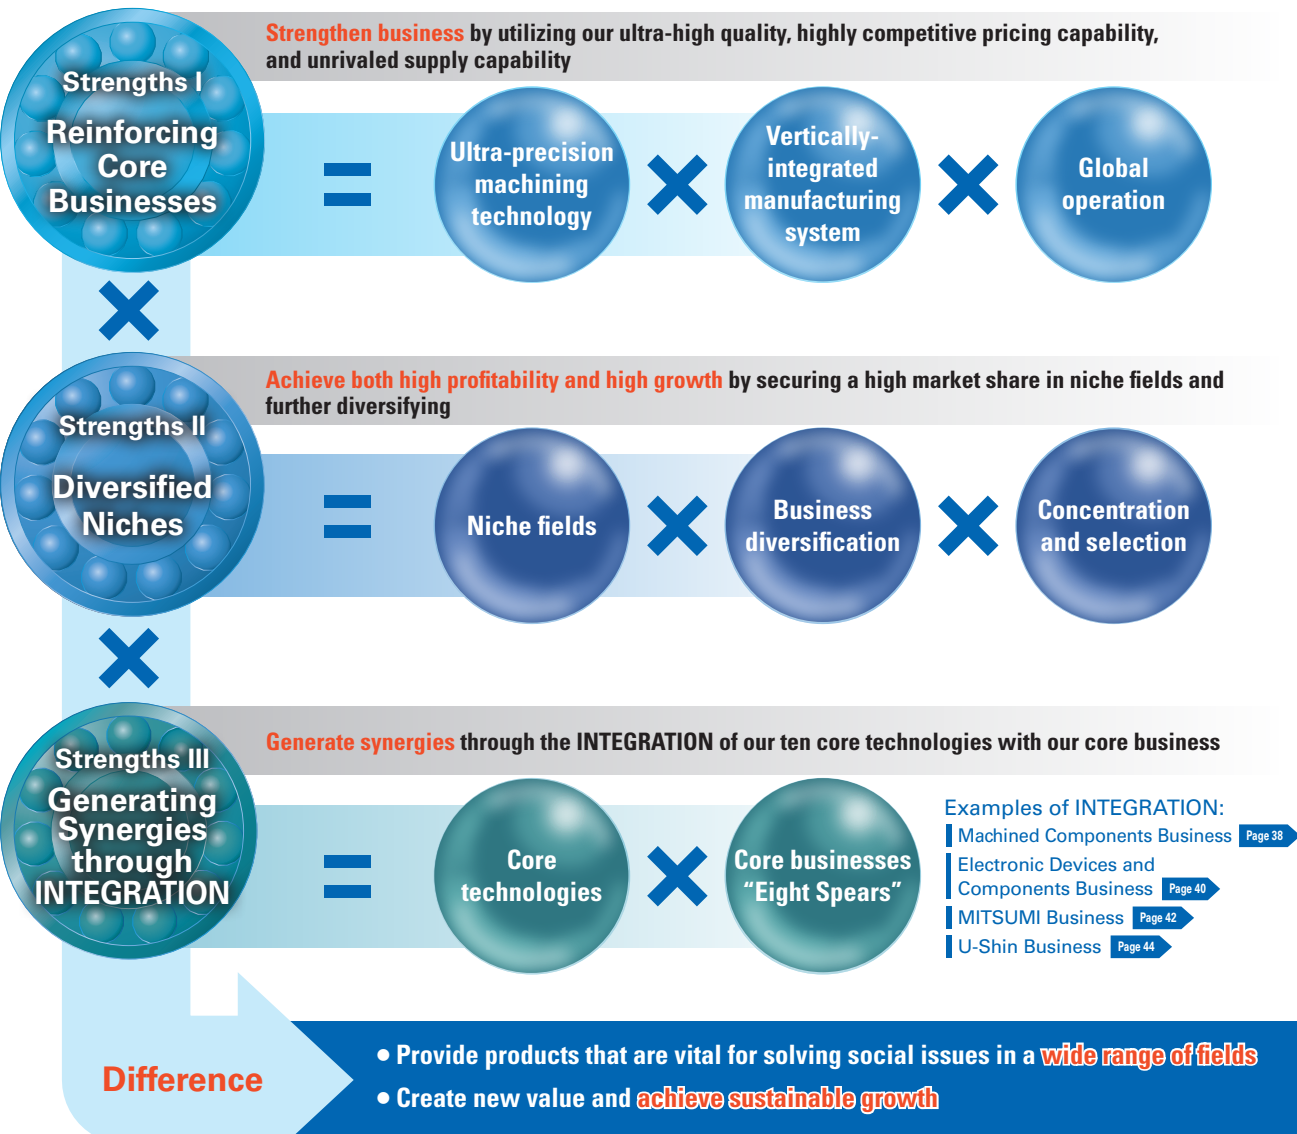 Strengthen business by utilizing our ultra-high quality, highly competitive pricing capability,
and unrivaled supply capability
Strengths I
Reinforcing
Core
Businesses
=
Ultra-precision
machining
technology
×
Vertically-
integrated
manufacturing
system
×
Global
operation
×
Achieve both high profitability and high growth by securing a high market share in niche fields and
further diversifying
Strengths II
Diversified
Niches
=
Niche fields
×
Business
diversification
×
Concentration
and selection
×
Generate synergies through the INTEGRATION of our ten core technologies with our core business
Strengths III
Generating
Synergies
through
INTEGRATION
=
Core
technologies
×
Core businesses
“Eight Spears”
Examples of INTEGRATION:
Machined Components Business Page 38
Electronic Devices and
Components Business Page 40
MITSUMI Business Page 42
U-Shin Business Page 44
Difference
● Provide products that are vital for solving social issues in a wide range of fields
● Create new value and achieve sustainable growth